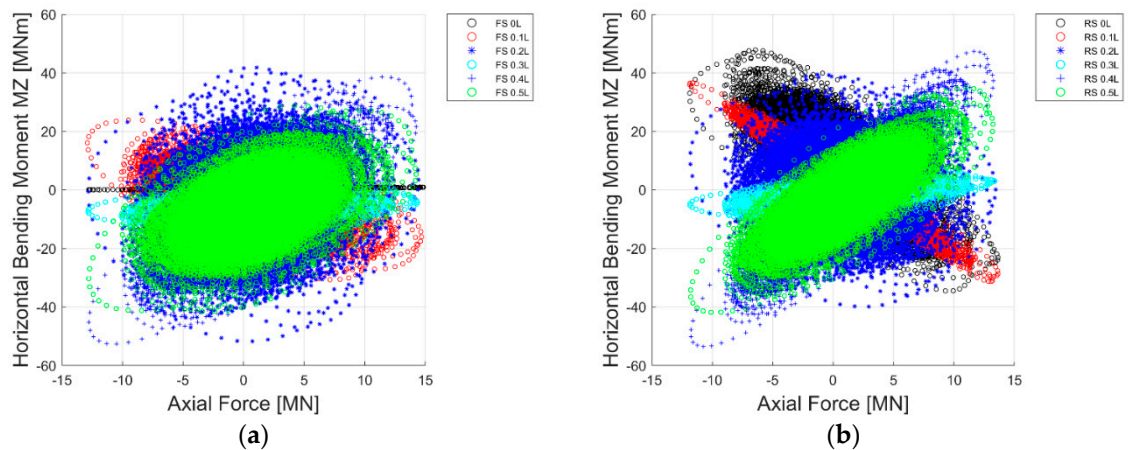 Horizontal Bending Moment MZ [MNm]
60
40
20
0
-20
-40
-60
-15
-10
-5
0
5
10
15
Axial Force [MN]
FS 0L
FS 0.1L
FS 0.2L
FS 0.3L
FS 0.4L
FS 0.5L
(a)
Horizontal Bending Moment MZ [MNm]
60
40
20
0
-20
-40
-60
-15
-10
-5
0
5
10
15
Axial Force [MN]
RS 0L
RS 0.1L
RS 0.2L
RS 0.3L
RS 0.4L
RS 0.5L
(b)